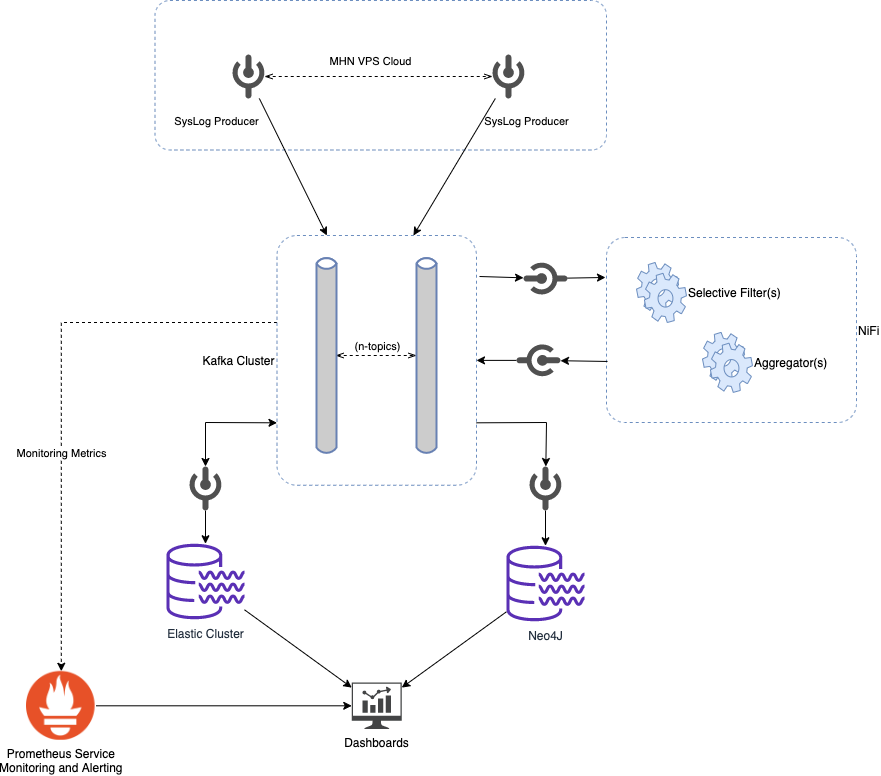 MHN VPS Cloud
SysLog Producer
SysLog Producer
Selective Filter(s)
NiFi
(n-topics)
Kafka Cluster
Aggregator(s)
Monitoring Metrics
Elastic Cluster
Neo4J
Dashboards
Prometheus Service
Monitoring and Alerting